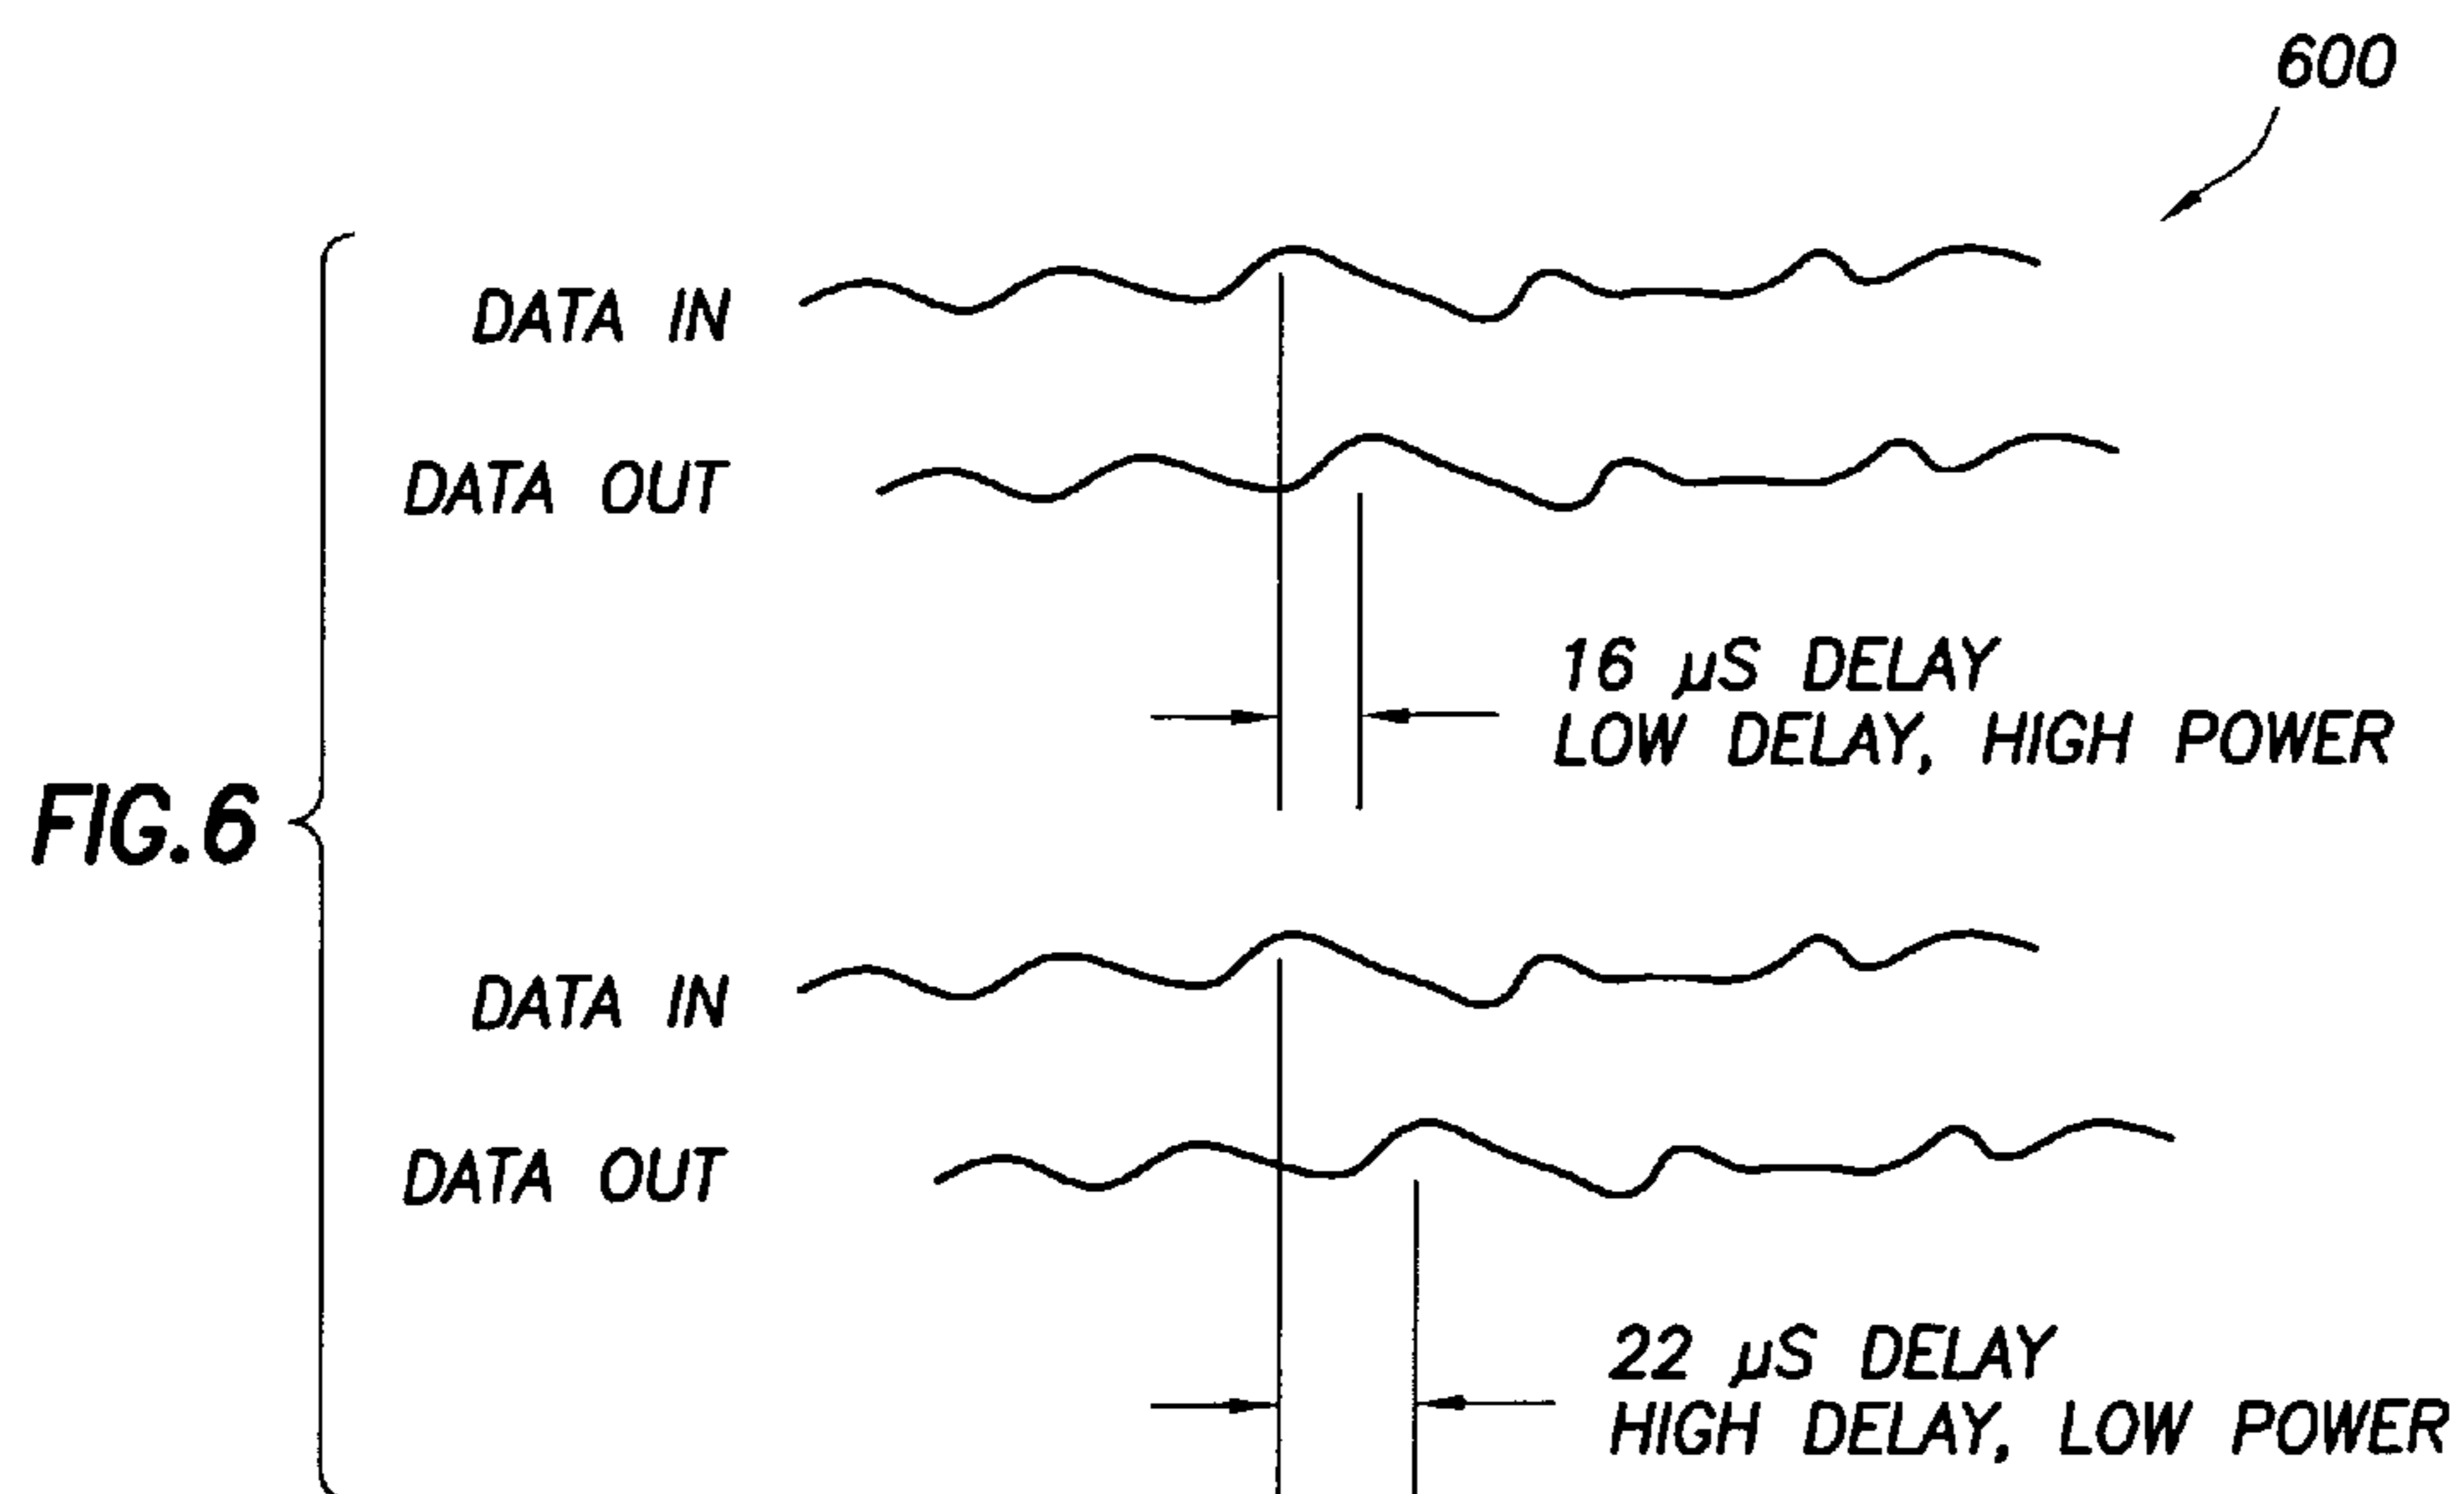 600
DATA IN
DATA OUT
16 µS DELAY
LOW DELAY, HIGH POWER
FIG.6
DATA IN
DATA OUT
22 µS DELAY
HIGH DELAY, LOW POWER